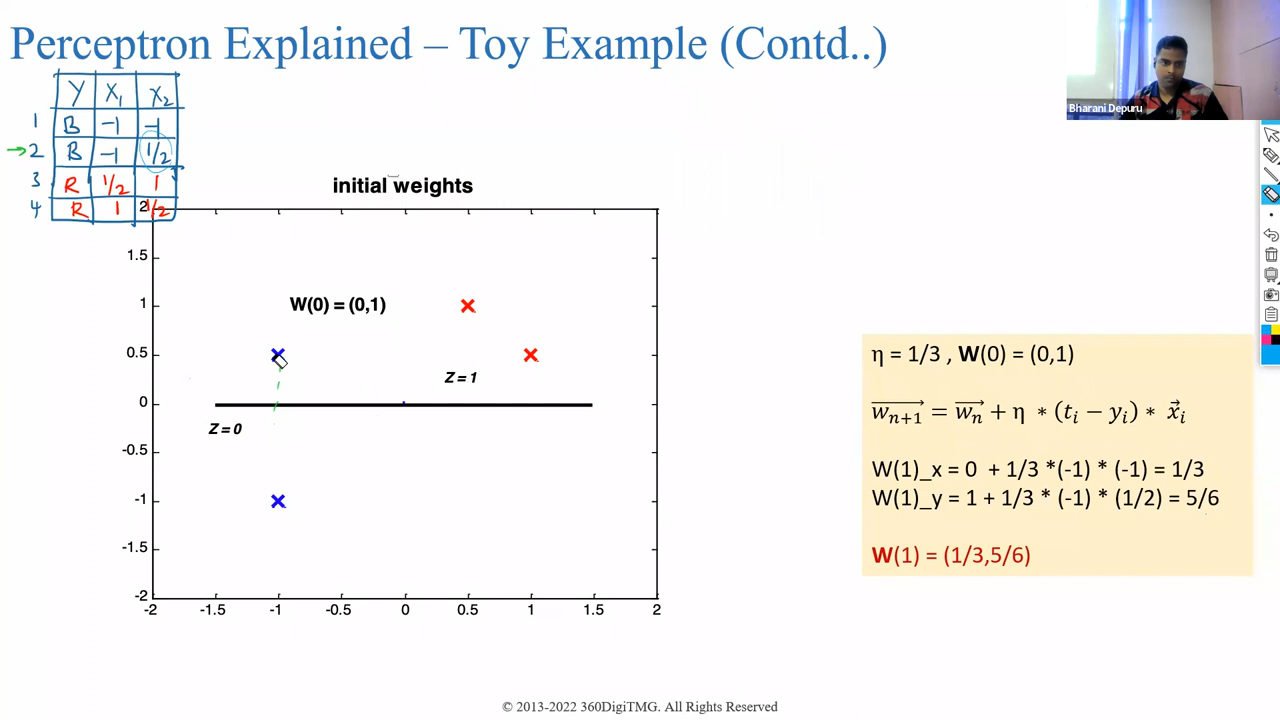 Perceptron Explained – Toy Example (Contd..)
Bharani Depuru
Y X₁ X₂
1 B -1 -1
2 B -1 1/2
3 R 1/2 1
4 R 1 1/2
initial weights
2
1.5
1
0.5
0
-0.5
-1
-1.5
-2
W(0) = (0,1)
Z = 1
Z = 0
-2 -1.5 -1 -0.5 0 0.5 1 1.5 2
η = 1/3 , W(0) = (0,1)
w_{n+1} = w_n + η * (t_i − y_i) * x_i
W(1)_x = 0 + 1/3 *(-1) * (-1) = 1/3
W(1)_y = 1 + 1/3 * (-1) * (1/2) = 5/6
W(1) = (1/3,5/6)
© 2013-2022 360DigiTMG. All Rights Reserved